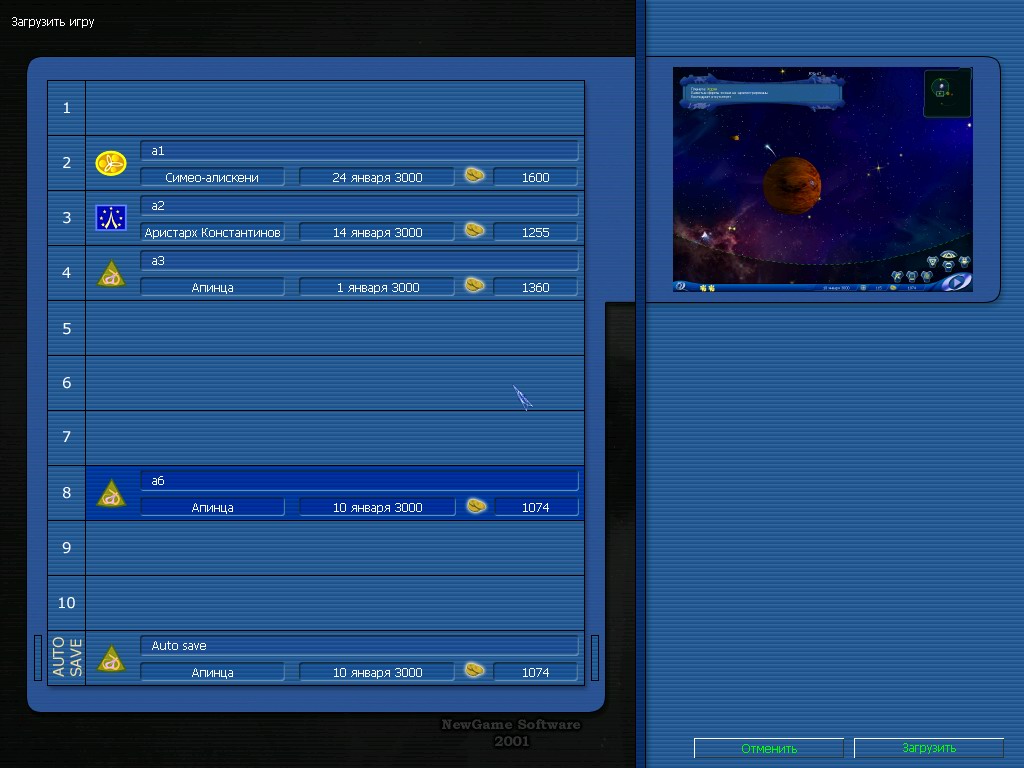 Загрузить игру
1
2
a1
Симео-алискени 24 января 3000 1600
3
a2
Аристарх Константинов 14 января 3000 1255
4
a3
Апинца 1 января 3000 1360
5
6
7
8
a6
Апинца 10 января 3000 1074
9
10
AUTO SAVE
Auto save
Апинца 10 января 3000 1074
NewGame Software
2001
Отменить Загрузить